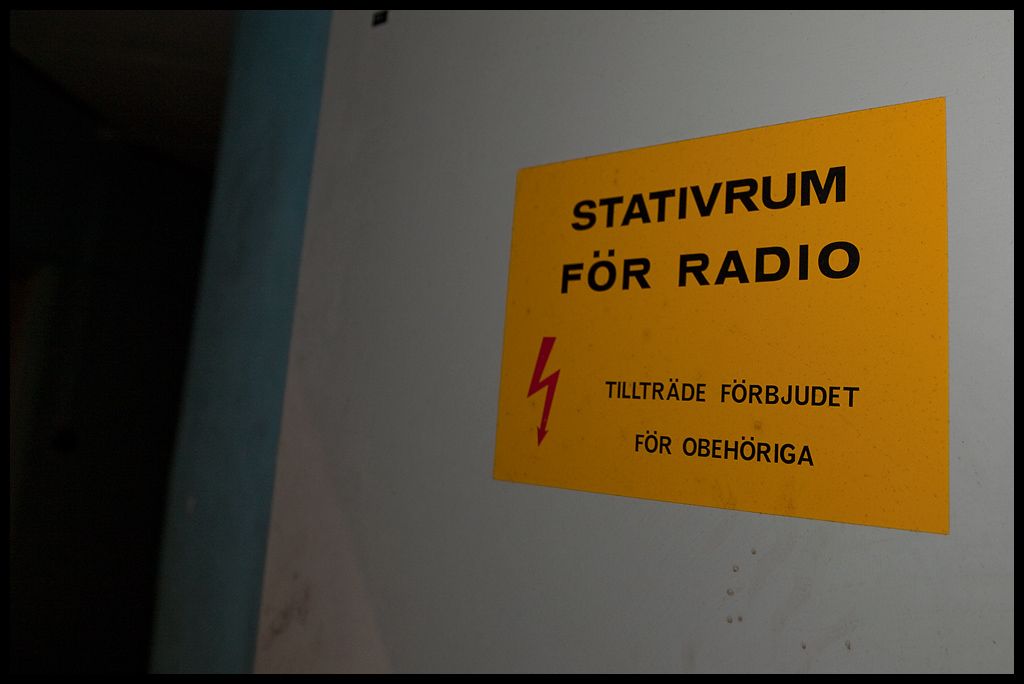 STATIVRUM
FÖR RADIO
TILLTRÄDE FÖRBJUDET
FÖR OBEHÖRIGA